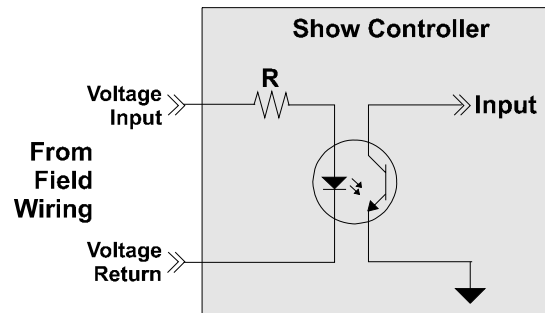 Show Controller
R
Voltage
Input
Input
From
Field
Wiring
Voltage
Return